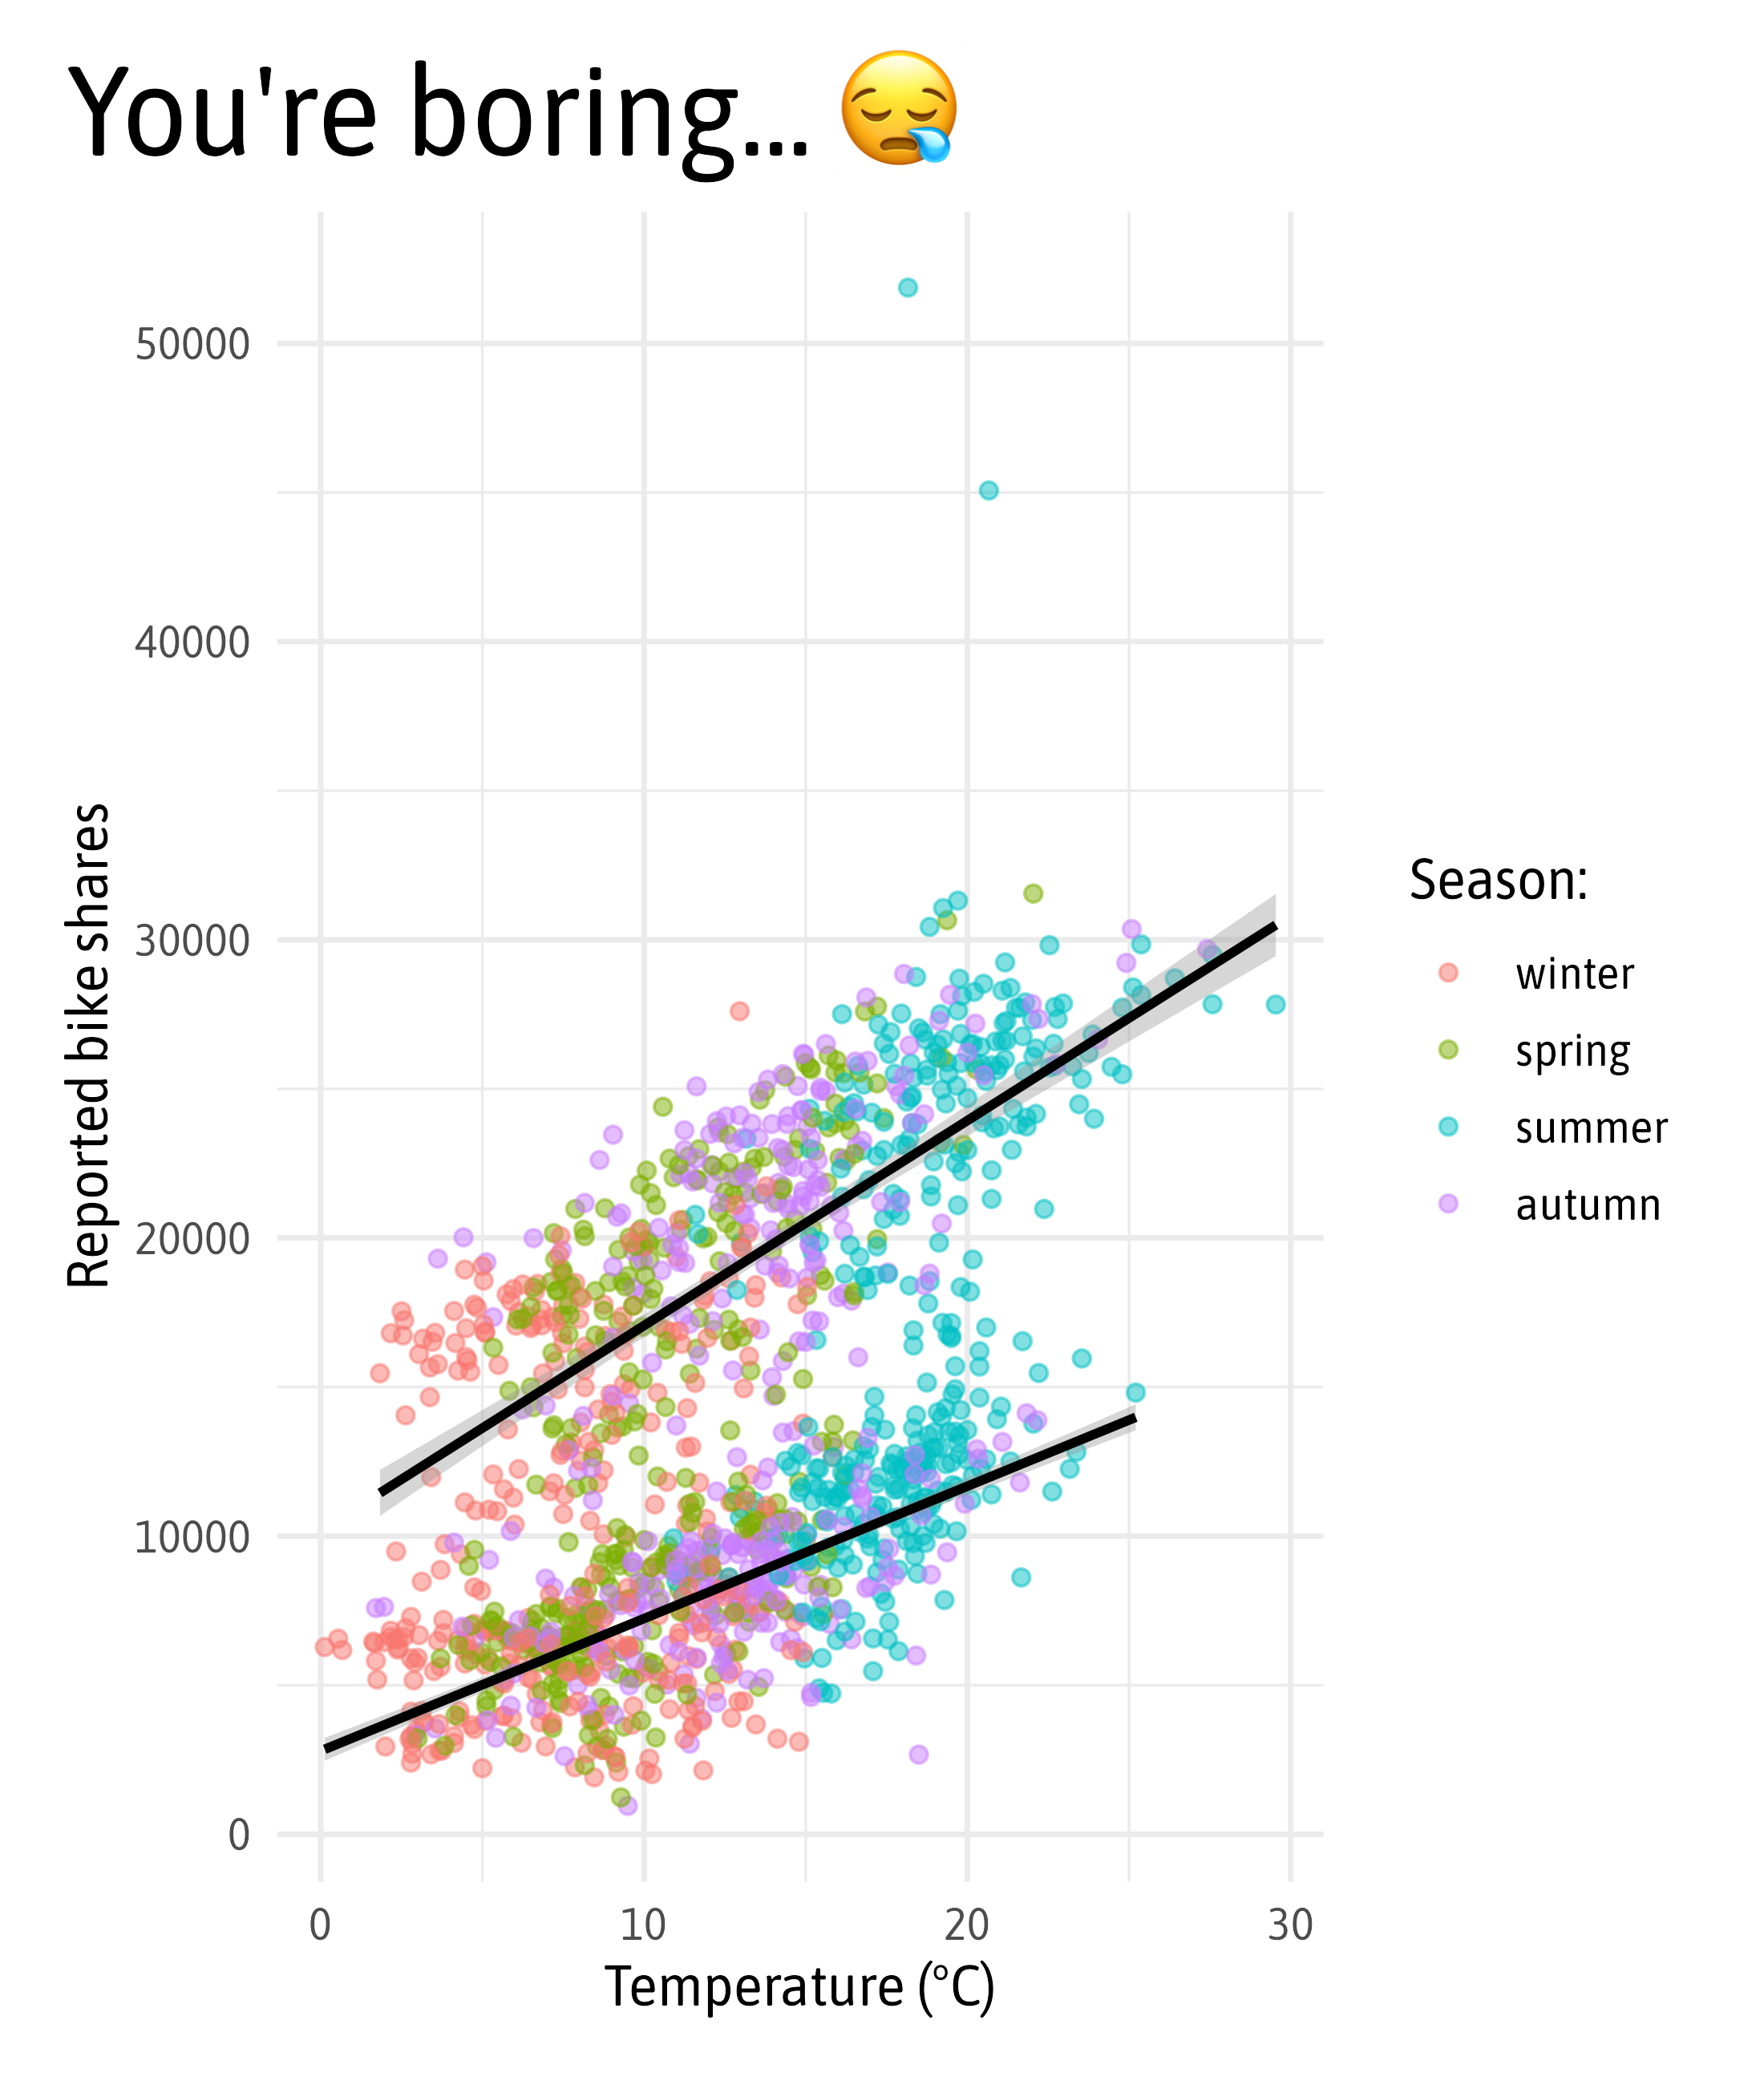 You're boring... 😪
50000
40000
30000
20000
10000
0
Reported bike shares
0 10 20 30
Temperature (°C)
Season:
winter
spring
summer
autumn